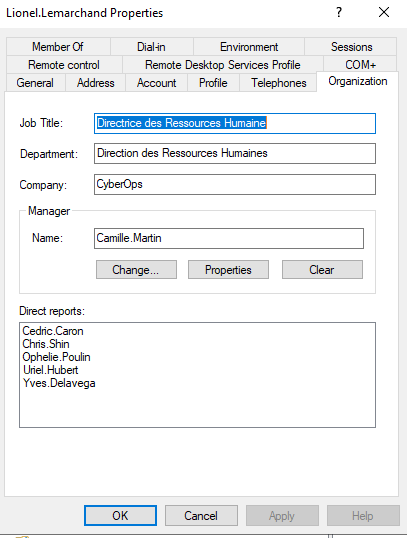 Lionel.Lemarchand Properties
?
Member Of Dial-in Environment Sessions
Remote control Remote Desktop Services Profile COM+
General Address Account Profile Telephones Organization
Job Title: Directrice des Ressources Humaine
Department: Direction des Ressources Humaines
Company: CyberOps
Manager
Name: Camille.Martin
Change... Properties Clear
Direct reports:
Cedric.Caron
Chris.Shin
Ophelie.Poulin
Uriel.Hubert
Yves.Delavega
OK Cancel Apply Help